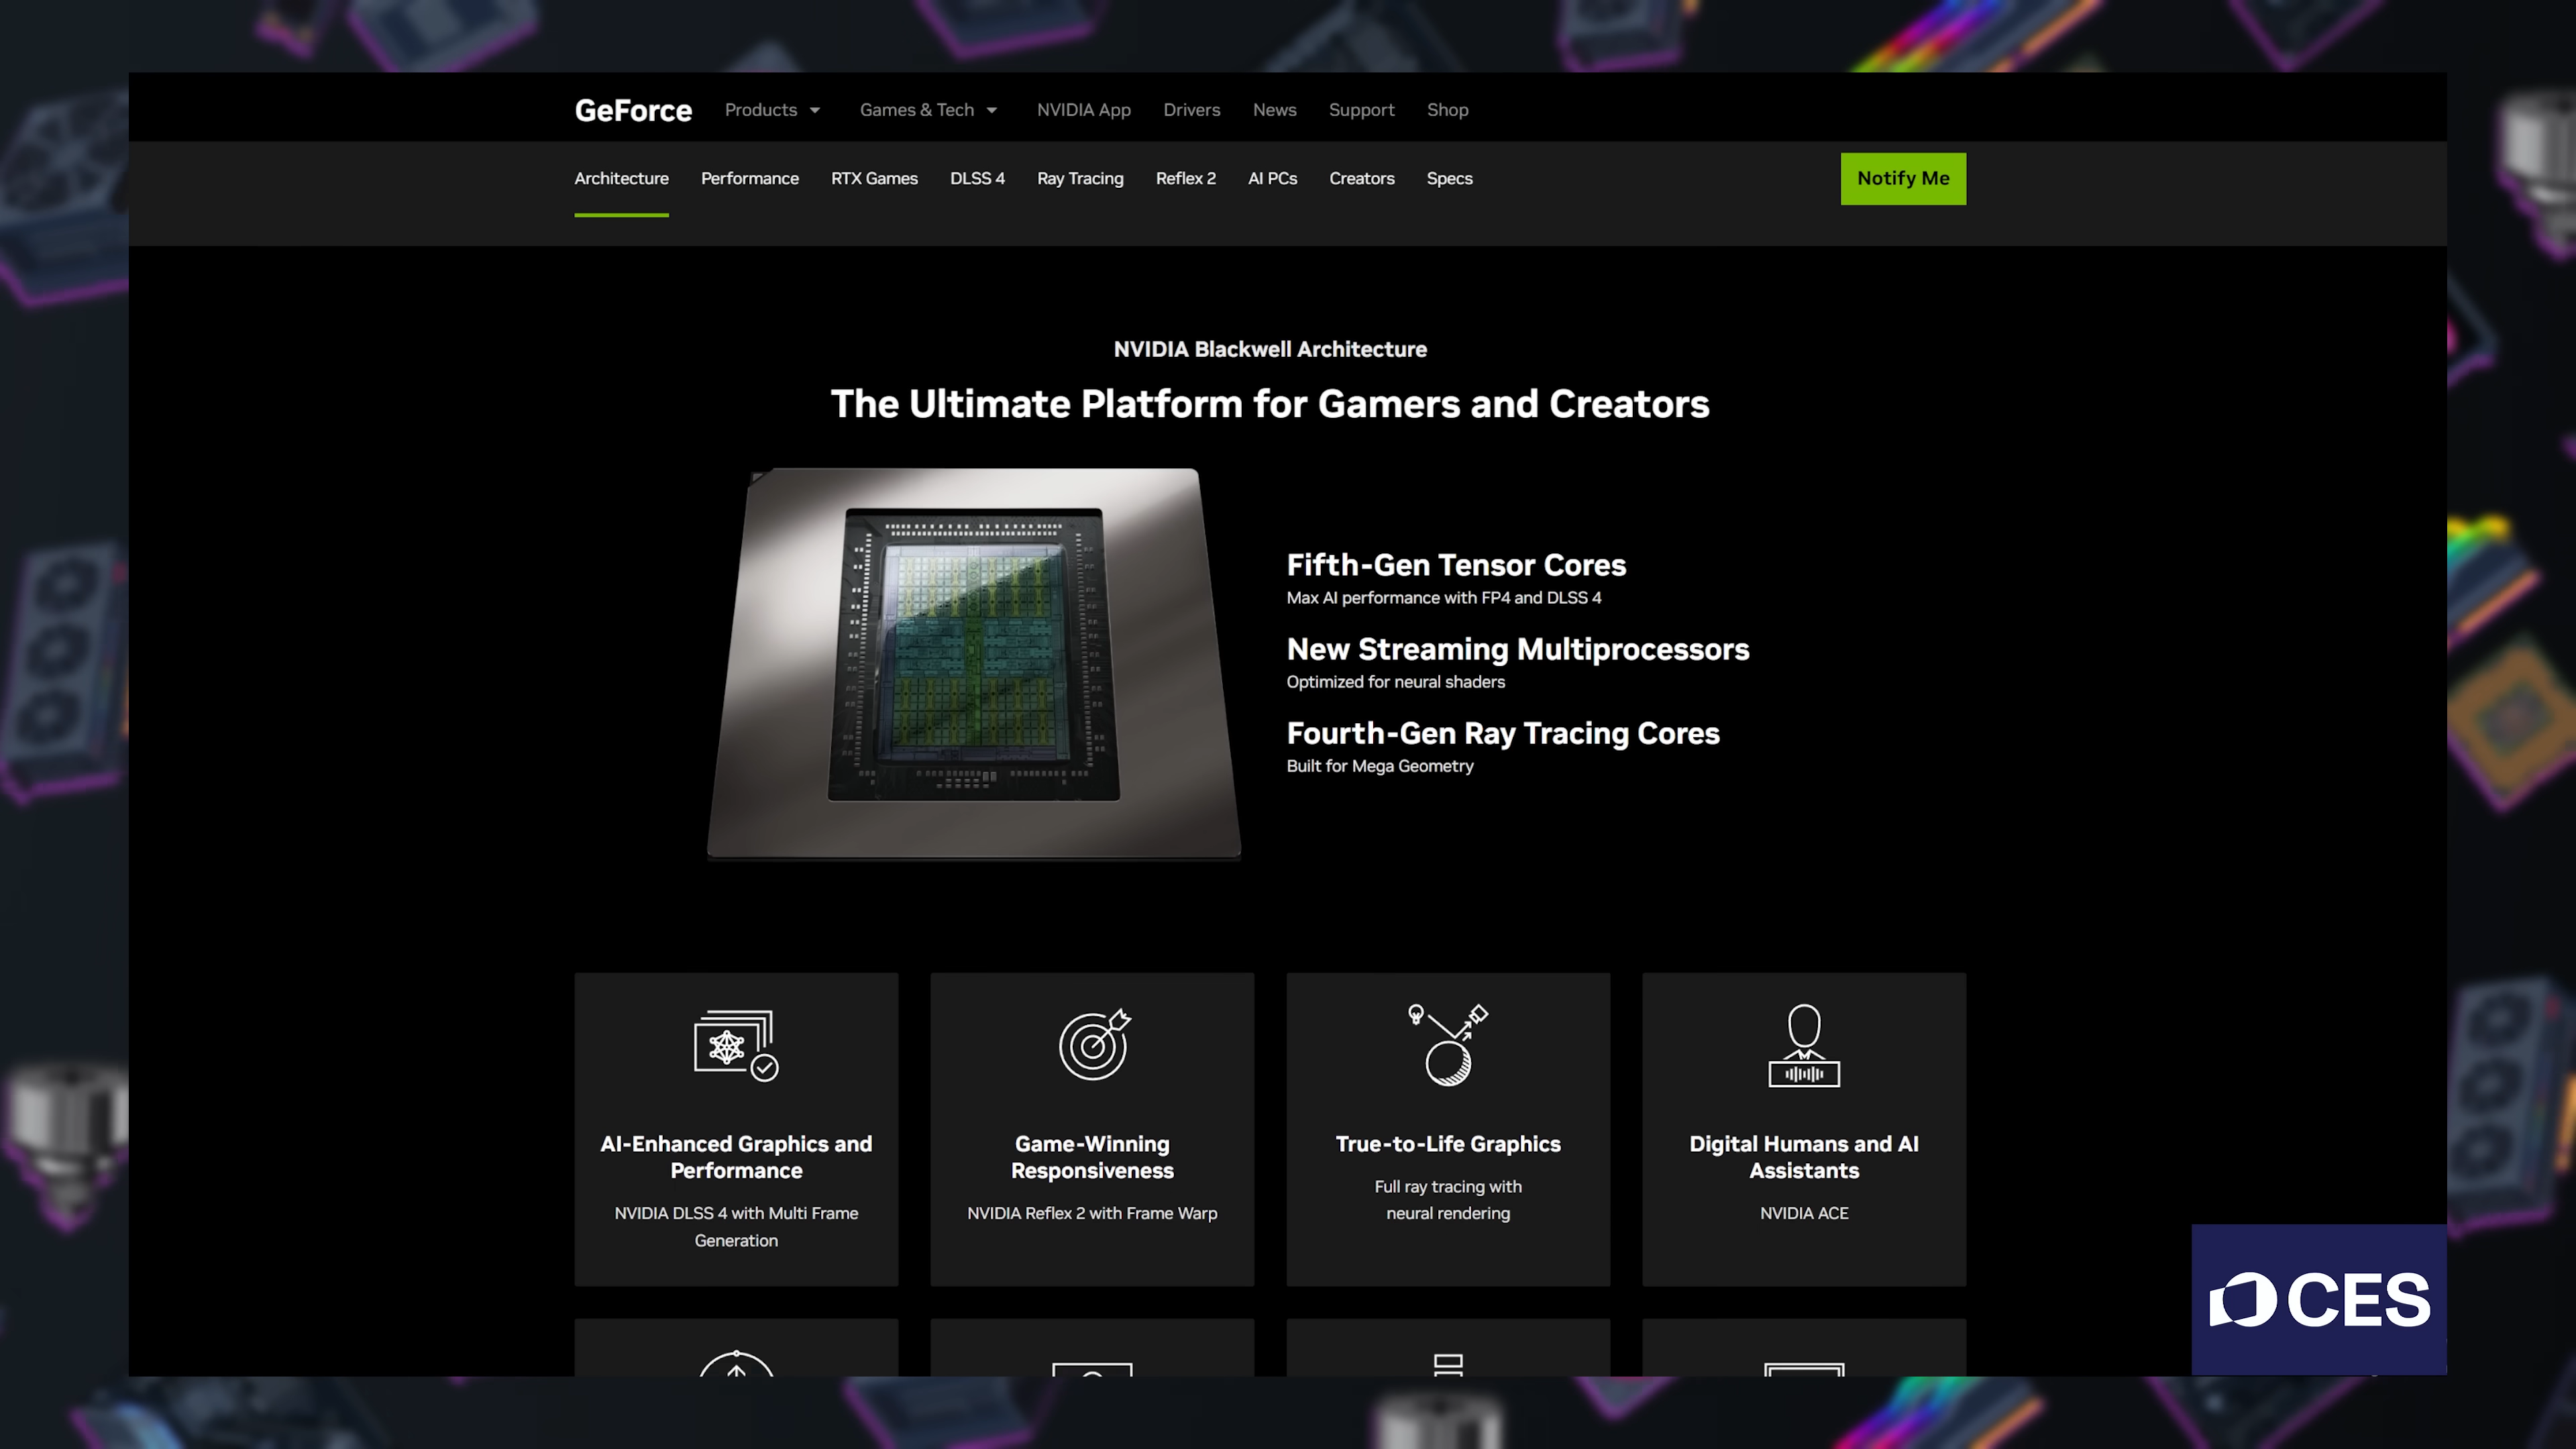 GeForce Products Games & Tech NVIDIA App Drivers News Support Shop
Architecture Performance RTX Games DLSS 4 Ray Tracing Reflex 2 AI PCs Creators Specs Notify Me
NVIDIA Blackwell Architecture
The Ultimate Platform for Gamers and Creators
Fifth-Gen Tensor Cores
Max AI performance with FP4 and DLSS 4
New Streaming Multiprocessors
Optimized for neural shaders
Fourth-Gen Ray Tracing Cores
Built for Mega Geometry
AI-Enhanced Graphics and
Performance
NVIDIA DLSS 4 with Multi Frame
Generation
Game-Winning
Responsiveness
NVIDIA Reflex 2 with Frame Warp
True-to-Life Graphics
Full ray tracing with
neural rendering
Digital Humans and AI
Assistants
NVIDIA ACE
CES